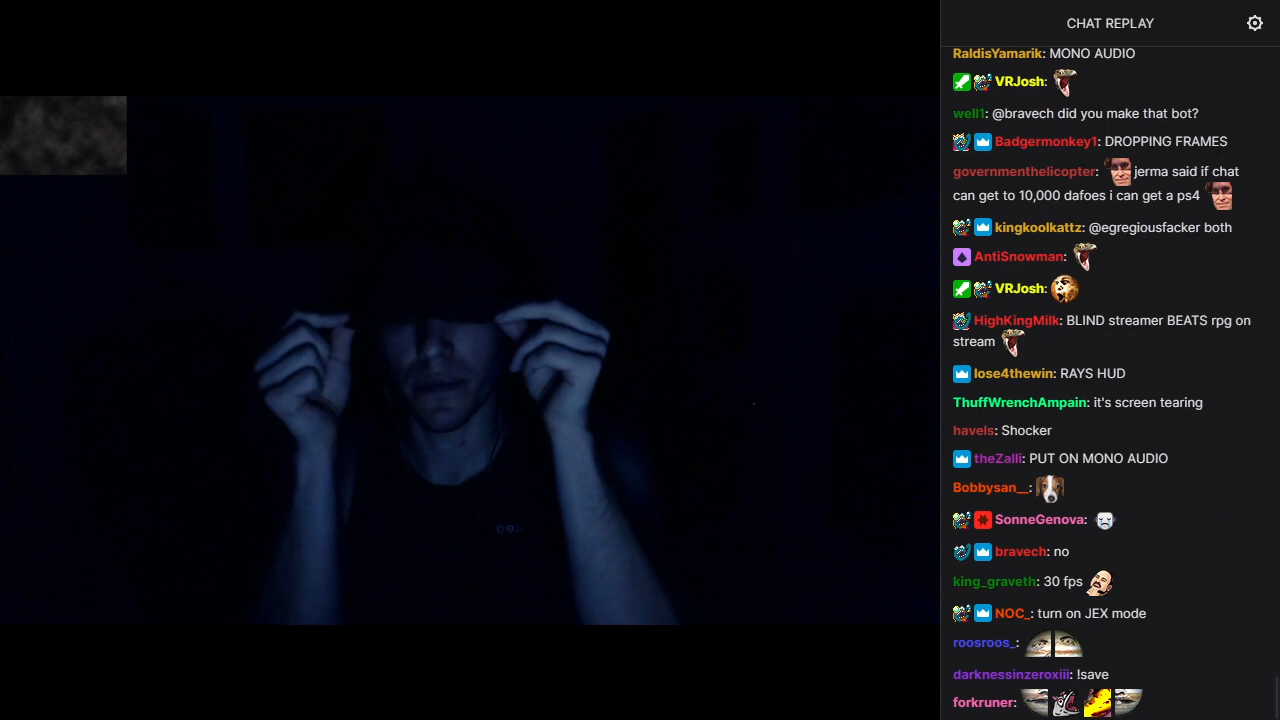 CHAT REPLAY
RaldisYamarik: MONO AUDIO
VRJosh:
well1: @bravech did you make that bot?
Badgermonkey1: DROPPING FRAMES
governmenthelicopter: jerma said if chat
can get to 10,000 dafoes i can get a ps4
kingkoolkattz: @egregiousfacker both
AntiSnowman:
VRJosh:
HighKingMilk: BLIND streamer BEATS rpg on
stream
lose4thewin: RAYS HUD
ThuffWrenchAmpain: it's screen tearing
havels: Shocker
theZalli: PUT ON MONO AUDIO
Bobbysan__:
SonneGenova:
bravech: no
king_graveth: 30 fps
NOC_: turn on JEX mode
roosroos_:
darknessinzeroxiii: !save
forkruner: